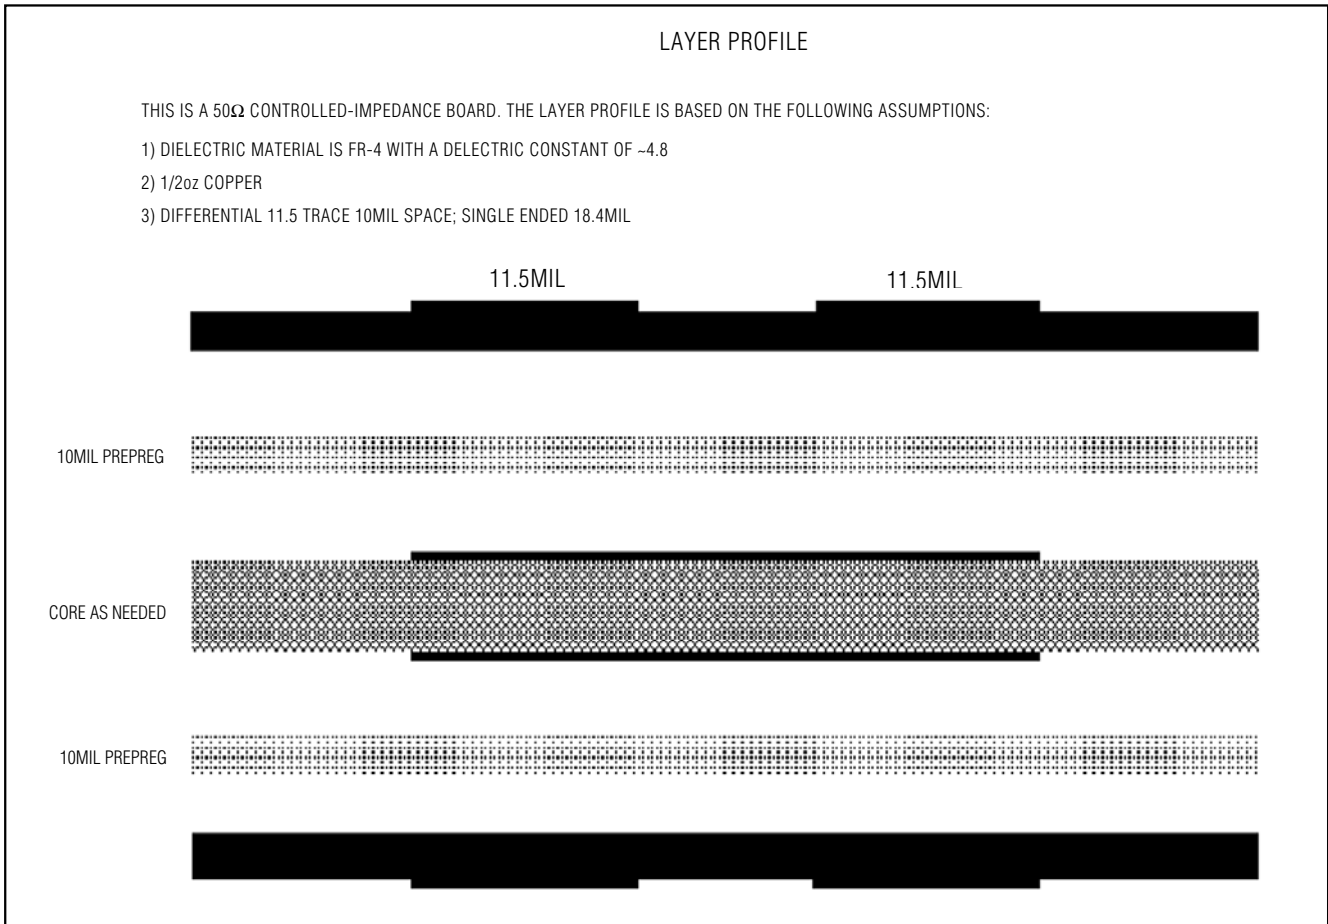 LAYER PROFILE
THIS IS A 50Ω CONTROLLED-IMPEDANCE BOARD. THE LAYER PROFILE IS BASED ON THE FOLLOWING ASSUMPTIONS:
1) DIELECTRIC MATERIAL IS FR-4 WITH A DELECTRIC CONSTANT OF ~4.8
2) 1/2oz COPPER
3) DIFFERENTIAL 11.5 TRACE 10MIL SPACE; SINGLE ENDED 18.4MIL
11.5MIL 11.5MIL
10MIL PREPREG
CORE AS NEEDED
10MIL PREPREG